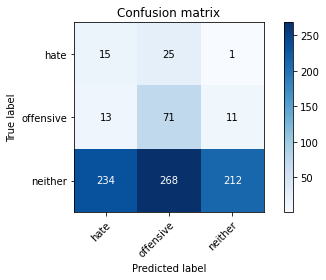 Confusion matrix
hate 15 25 1
offensive 13 71 11
neither 234 268 212
hate offensive neither
True label
Predicted label
250
200
150
100
50